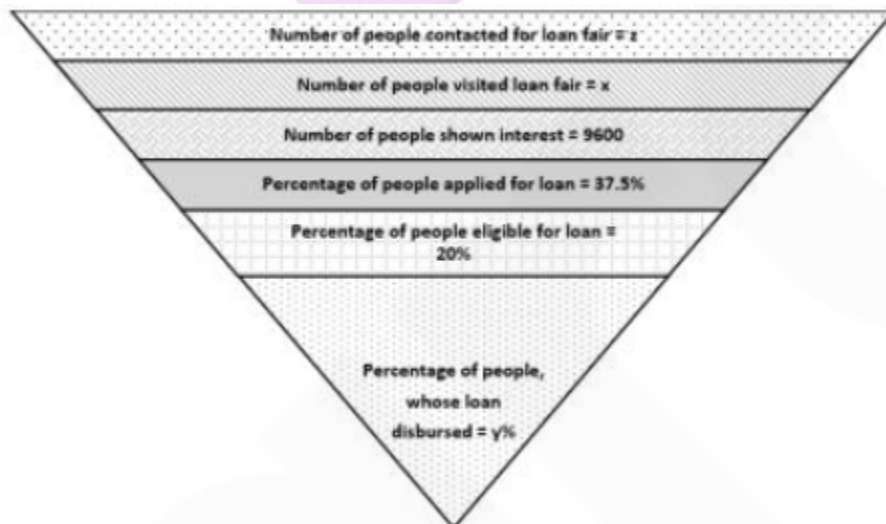 Number of people contacted for loan fair = z
Number of people visited loan fair = x
Number of people shown interest = 9600
Percentage of people applied for loan = 37.5%
Percentage of people eligible for loan =
20%
Percentage of people,
whose loan
disbursed = y%